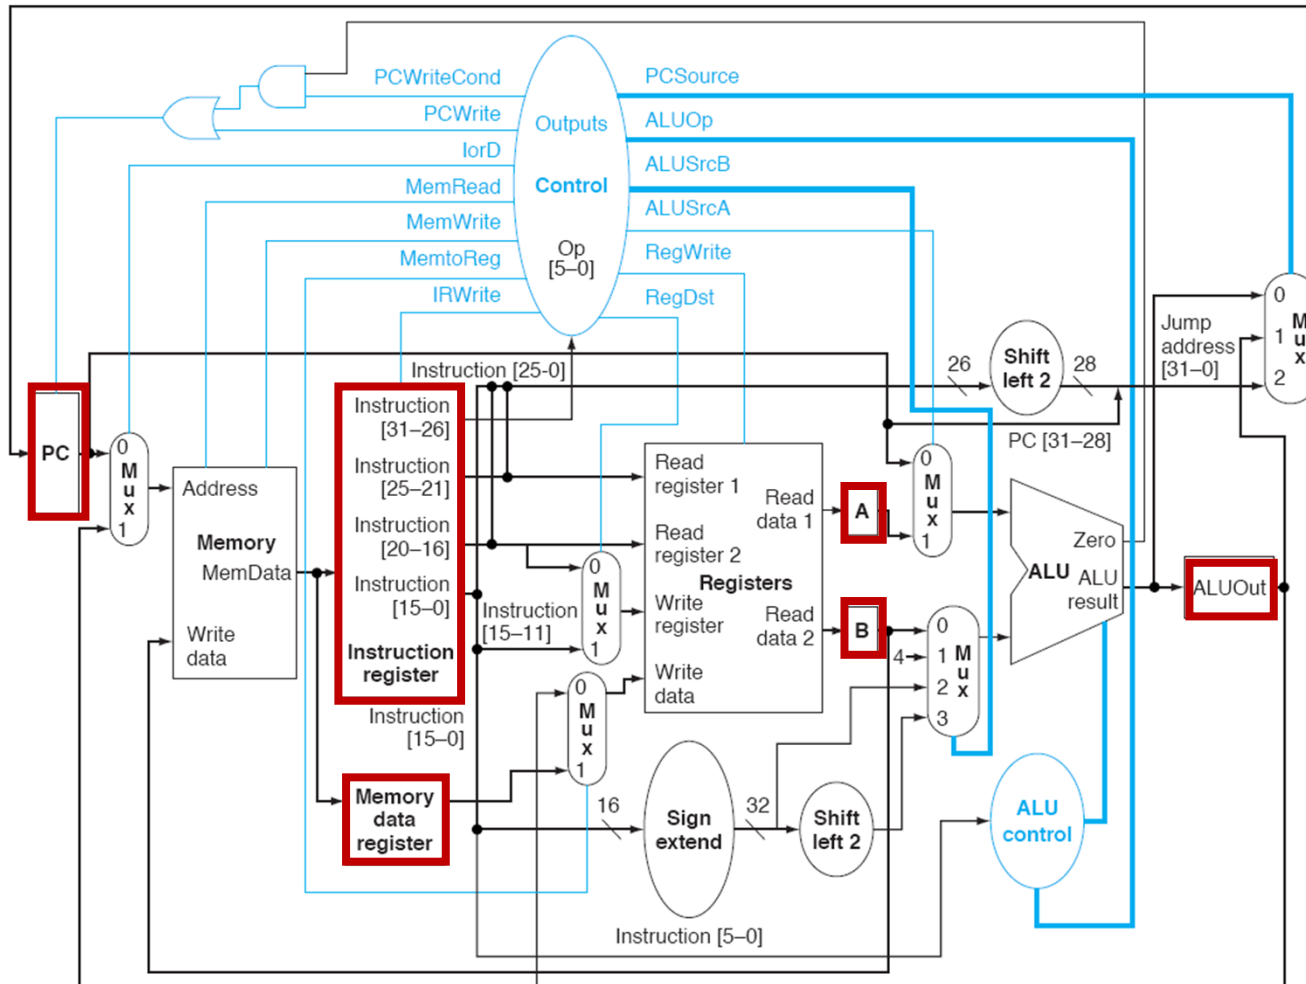 PCWriteCond
PCWrite
IorD
MemRead
MemWrite
MemtoReg
IRWrite
Outputs
Control
Op
[5–0]
PCSource
ALUOp
ALUSrcB
ALUSrcA
RegWrite
RegDst
PC
0
M
u
x
1
Address
Memory
MemData
Write
data
Instruction [25-0]
Instruction
[31–26]
Instruction
[25–21]
Instruction
[20–16]
Instruction
[15–0]
Instruction
register
Instruction
[15–0]
Memory
data
register
Instruction
[15–11]
0
M
u
x
1
0
M
u
x
1
Read
register 1
Read
register 2
Registers
Write
register
Write
data
Read
data 1
Read
data 2
16
Sign
extend
32
Shift
left 2
Instruction [5–0]
A
B
4
0
M
u
x
1
0
1
2
3
M
u
x
26
Shift
left 2
28
PC [31–28]
Jump
address
[31–0]
Zero
ALU
ALU
result
ALUOut
ALU
control
0
1
2
M
u
x